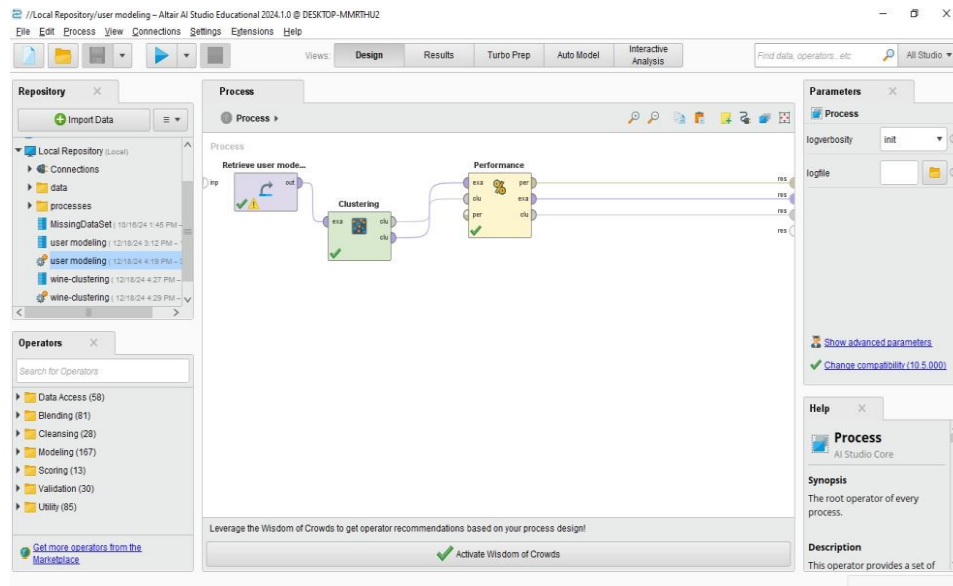 //Local Repository/user modeling – Altair AI Studio Educational 2024.1.0 @ DESKTOP-MMRTHU2
File Edit Process View Connections Settings Extensions Help
Views: Design Results Turbo Prep Auto Model Interactive Analysis Find data, operators...etc All Studio
Repository
Import Data
Local Repository (Local)
Connections
data
processes
MissingDataSet ( 10/16/24 1:45 PM –
user modeling ( 12/18/24 3:12 PM –
user modeling ( 12/18/24 4:19 PM –
wine-clustering ( 12/18/24 4:27 PM –
wine-clustering ( 12/18/24 4:29 PM –
Operators
Search for Operators
Data Access (58)
Blending (81)
Cleansing (28)
Modeling (167)
Scoring (13)
Validation (30)
Utility (85)
Get more operators from the
Marketplace
Process
Process
Process
Retrieve user mode...
inp out
Clustering
exa clu
clu
Performance
exa per
clu exa
per clu
res
res
res
res
Leverage the Wisdom of Crowds to get operator recommendations based on your process design!
Activate Wisdom of Crowds
Parameters
Process
logverbosity init
logfile
Show advanced parameters
Change compatibility (10.5.000)
Help
Process
AI Studio Core
Synopsis
The root operator of every
process.
Description
This operator provides a set of